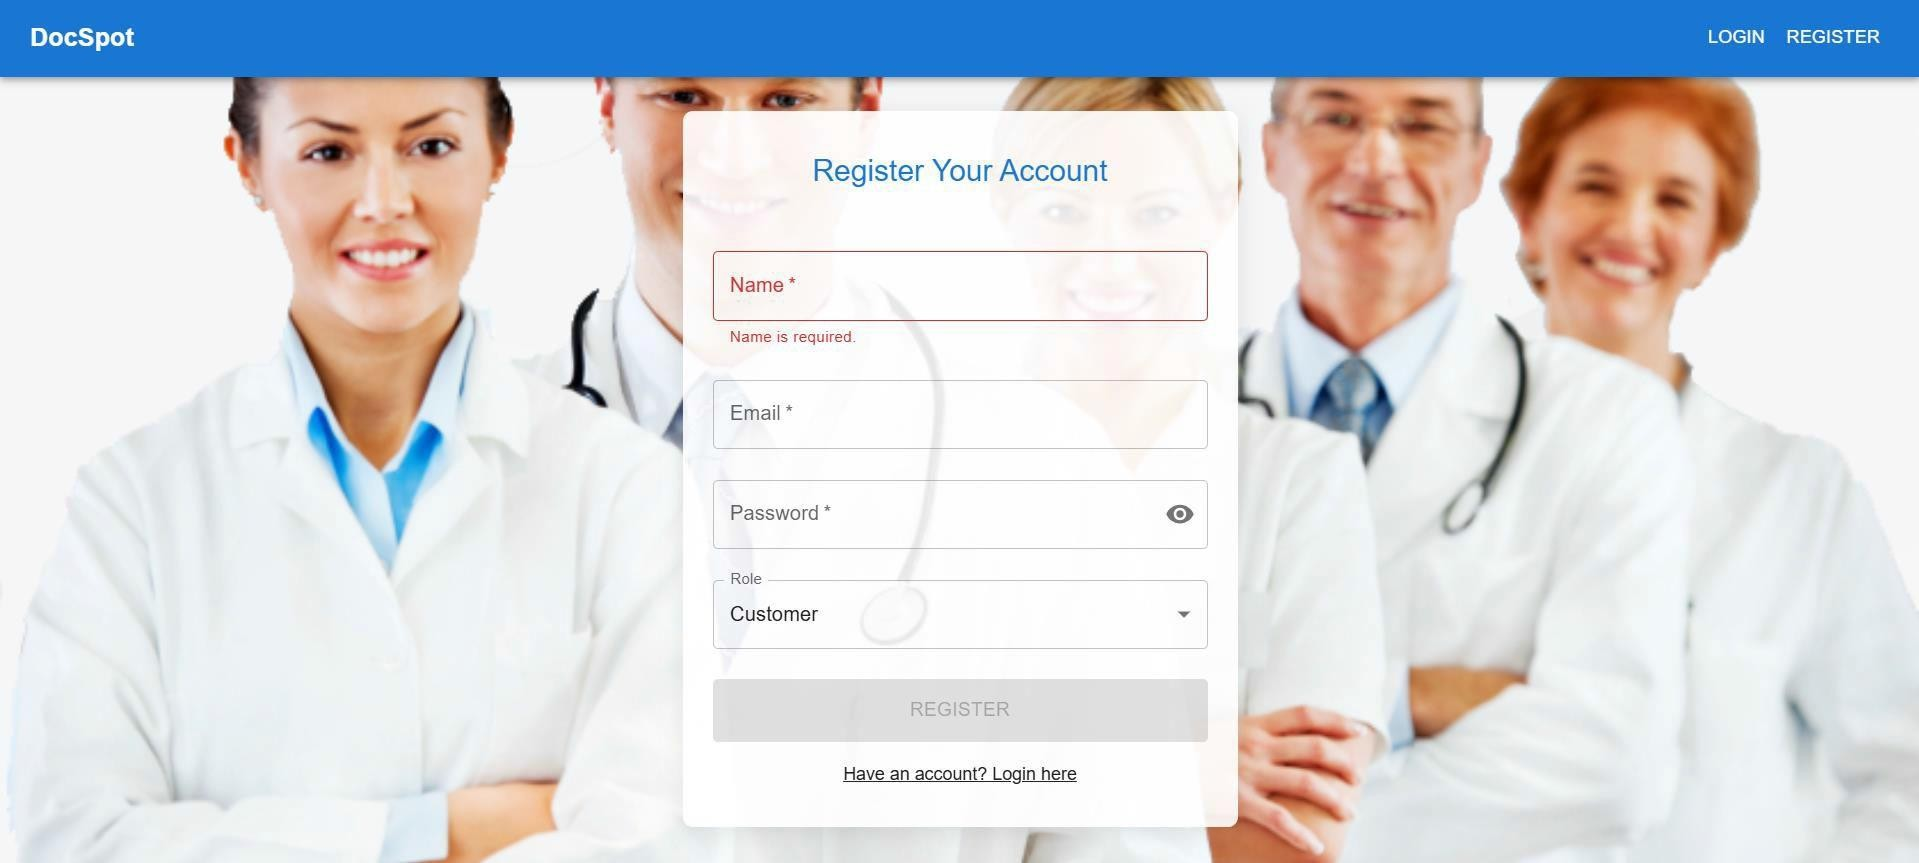 DocSpot
LOGIN REGISTER
Register Your Account
Name *
Name is required.
Email *
Password *
Role
Customer
REGISTER
Have an account? Login here